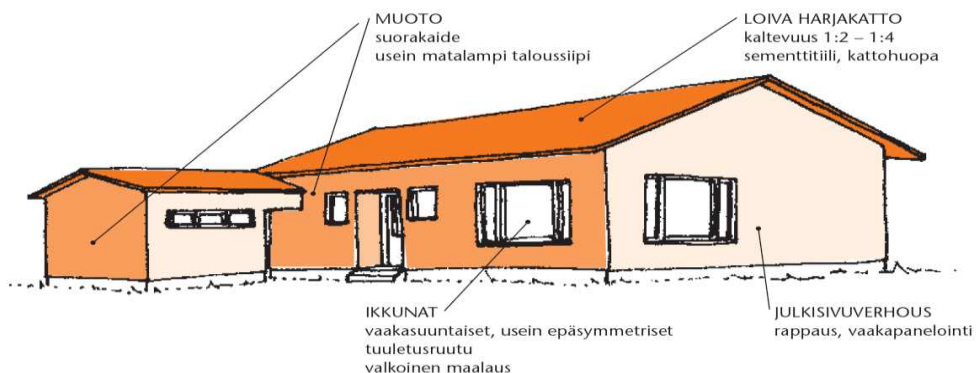 MUOTO
suorakaide
usein matalampi taloussiipi
LOIVA HARJAKATTO
kaltevuus 1:2 – 1:4
sementtitiili, kattohuopa
IKKUNAT
vaakasuuntaiset, usein epäsymmetriset
tuuletusruutu
valkoinen maalaus
JULKISIVUVERHOUS
rappaus, vaakapanelointi